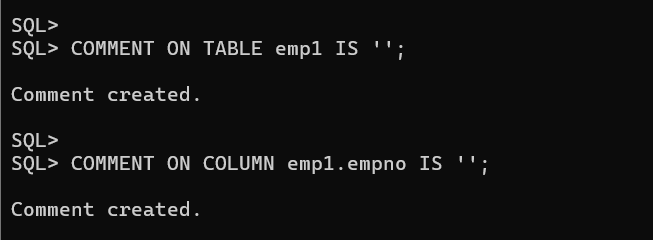 SQL>
SQL> COMMENT ON TABLE emp1 IS '';
Comment created.
SQL>
SQL> COMMENT ON COLUMN emp1.empno IS '';
Comment created.